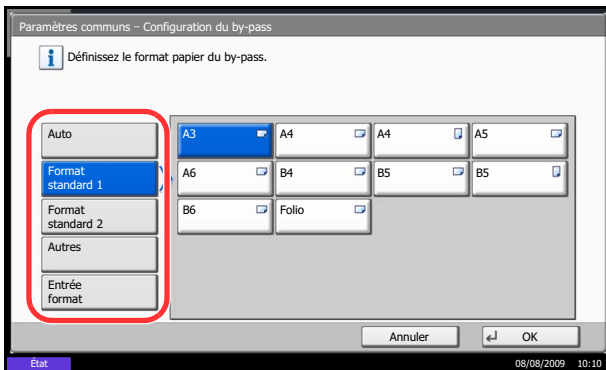 Paramètres communs – Configuration du by-pass
Définissez le format papier du by-pass.
Auto
Format
standard 1
Format
standard 2
Autres
Entrée
format
A3
A4
A4
A5
A6
B4
B5
B5
B6
Folio
Annuler
OK
État
08/08/2009 10:10